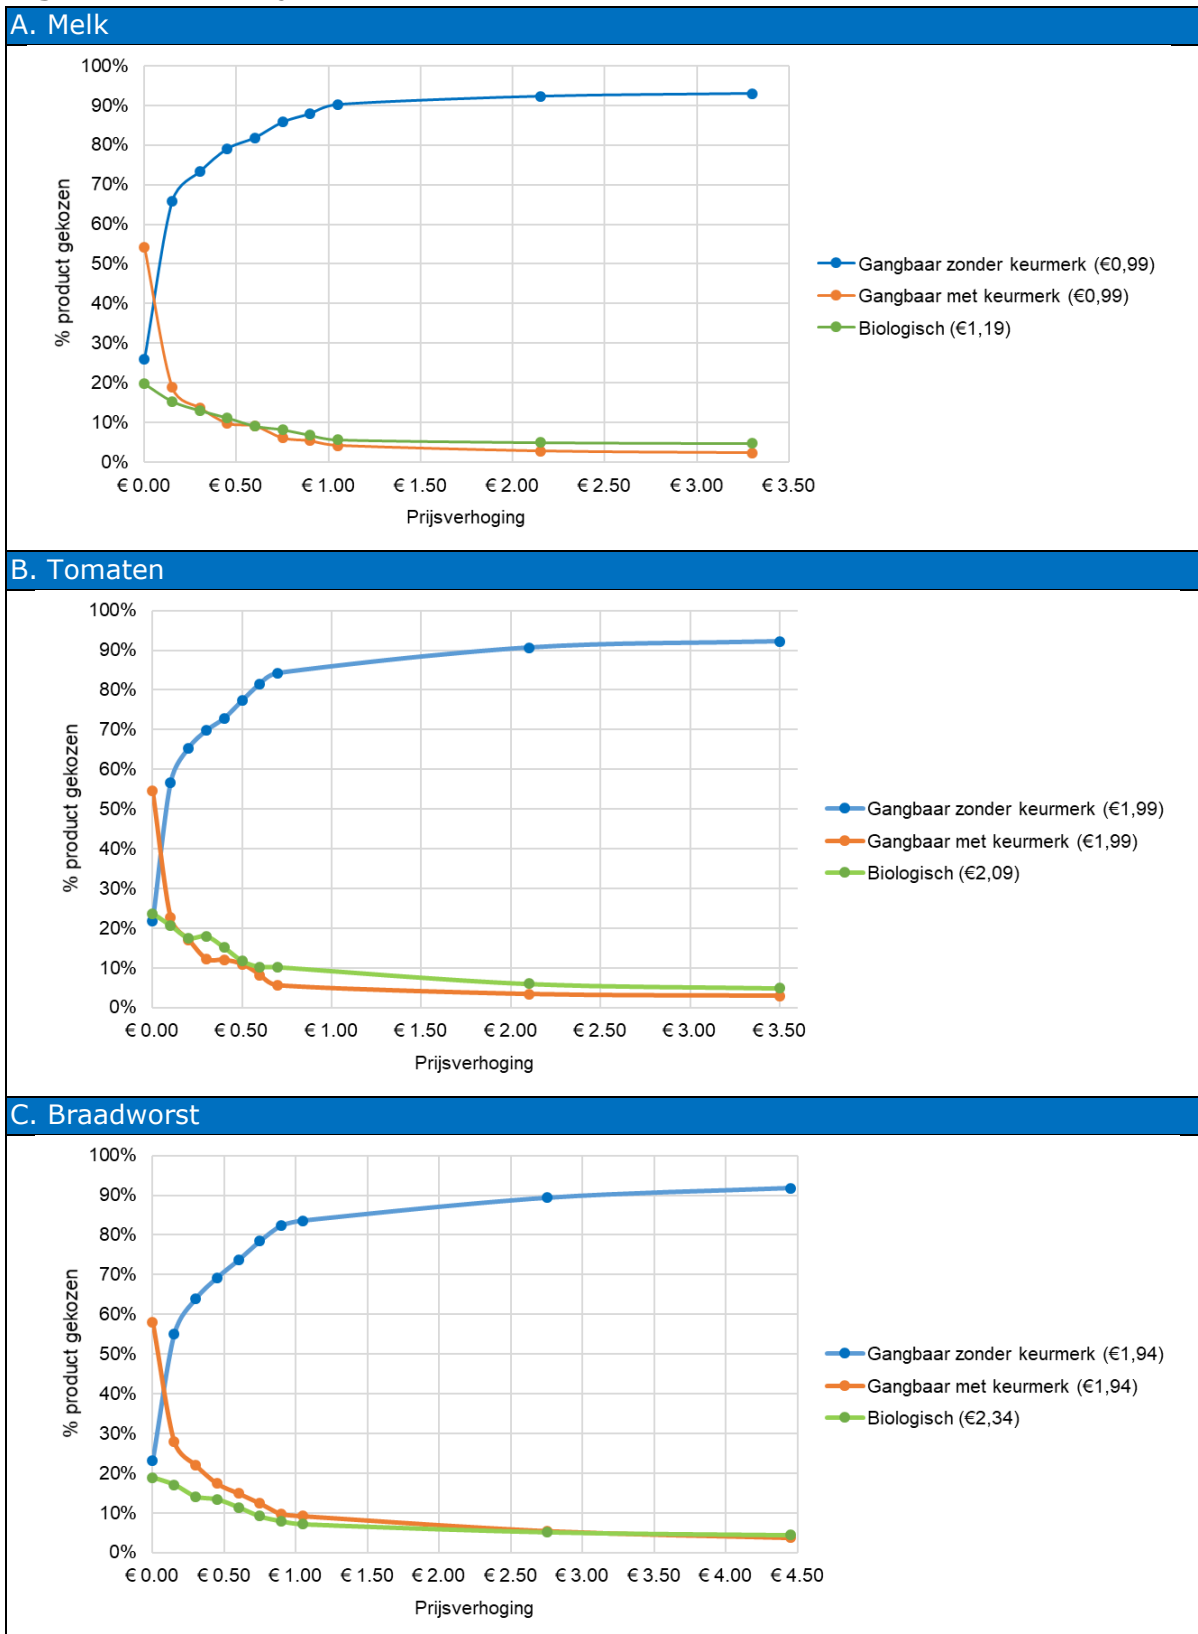 A. Melk
100%
90%
80%
70%
60%
50%
40%
30%
20%
10%
0%
% product gekozen
€ 0.00 € 0.50 € 1.00 € 1.50 € 2.00 € 2.50 € 3.00 € 3.50
Prijsverhoging
Gangbaar zonder keurmerk (€0,99)
Gangbaar met keurmerk (€0,99)
Biologisch (€1,19)
B. Tomaten
100%
90%
80%
70%
60%
50%
40%
30%
20%
10%
0%
% product gekozen
€ 0.00 € 0.50 € 1.00 € 1.50 € 2.00 € 2.50 € 3.00 € 3.50
Prijsverhoging
Gangbaar zonder keurmerk (€1,99)
Gangbaar met keurmerk (€1,99)
Biologisch (€2,09)
C. Braadworst
100%
90%
80%
70%
60%
50%
40%
30%
20%
10%
0%
% product gekozen
€ 0.00 € 0.50 € 1.00 € 1.50 € 2.00 € 2.50 € 3.00 € 3.50 € 4.00 € 4.50
Prijsverhoging
Gangbaar zonder keurmerk (€1,94)
Gangbaar met keurmerk (€1,94)
Biologisch (€2,34)